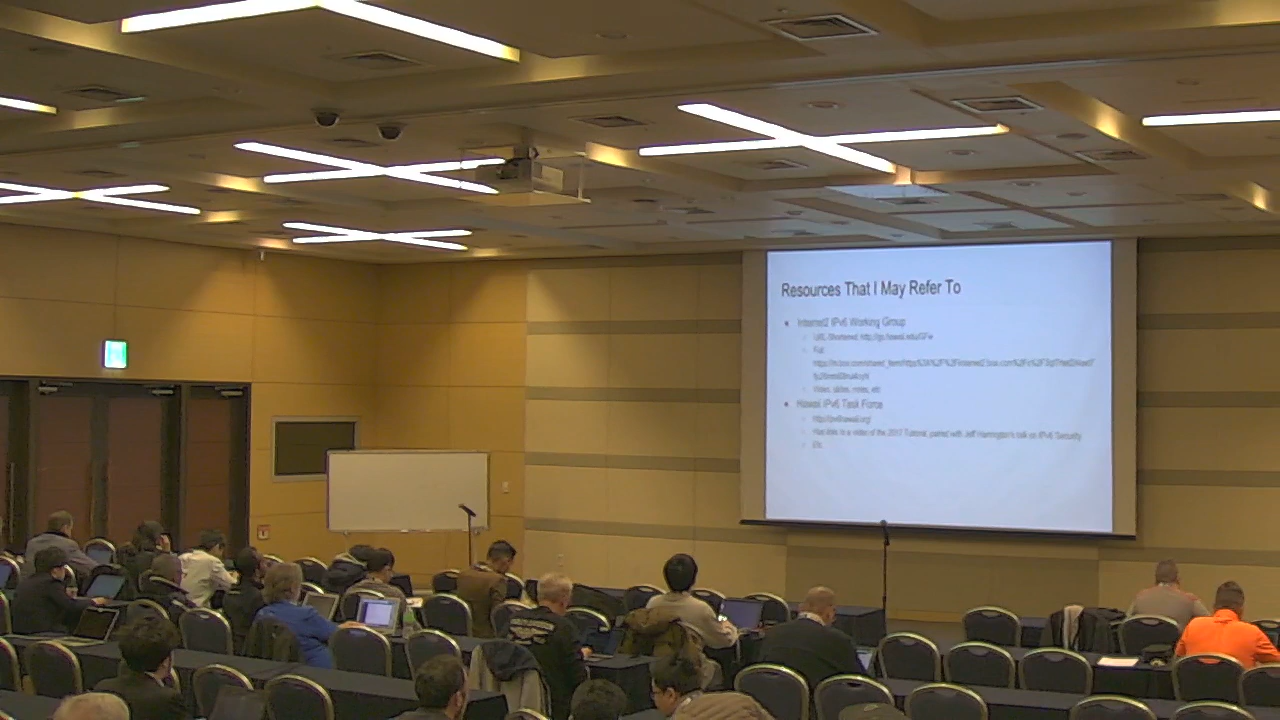 Resources That I May Refer To
Internet2 IPv6 Working Group
URL-Shortened: http://go.hawaii.edu/
Full
Video, slides, notes, etc
Hawaii IPv6 Task Force
http://ipv6hawaii.org/
Has links to a video of the 2017 Tutorial, paired with Jeff Harrington's talk on IPv6 Security
Etc